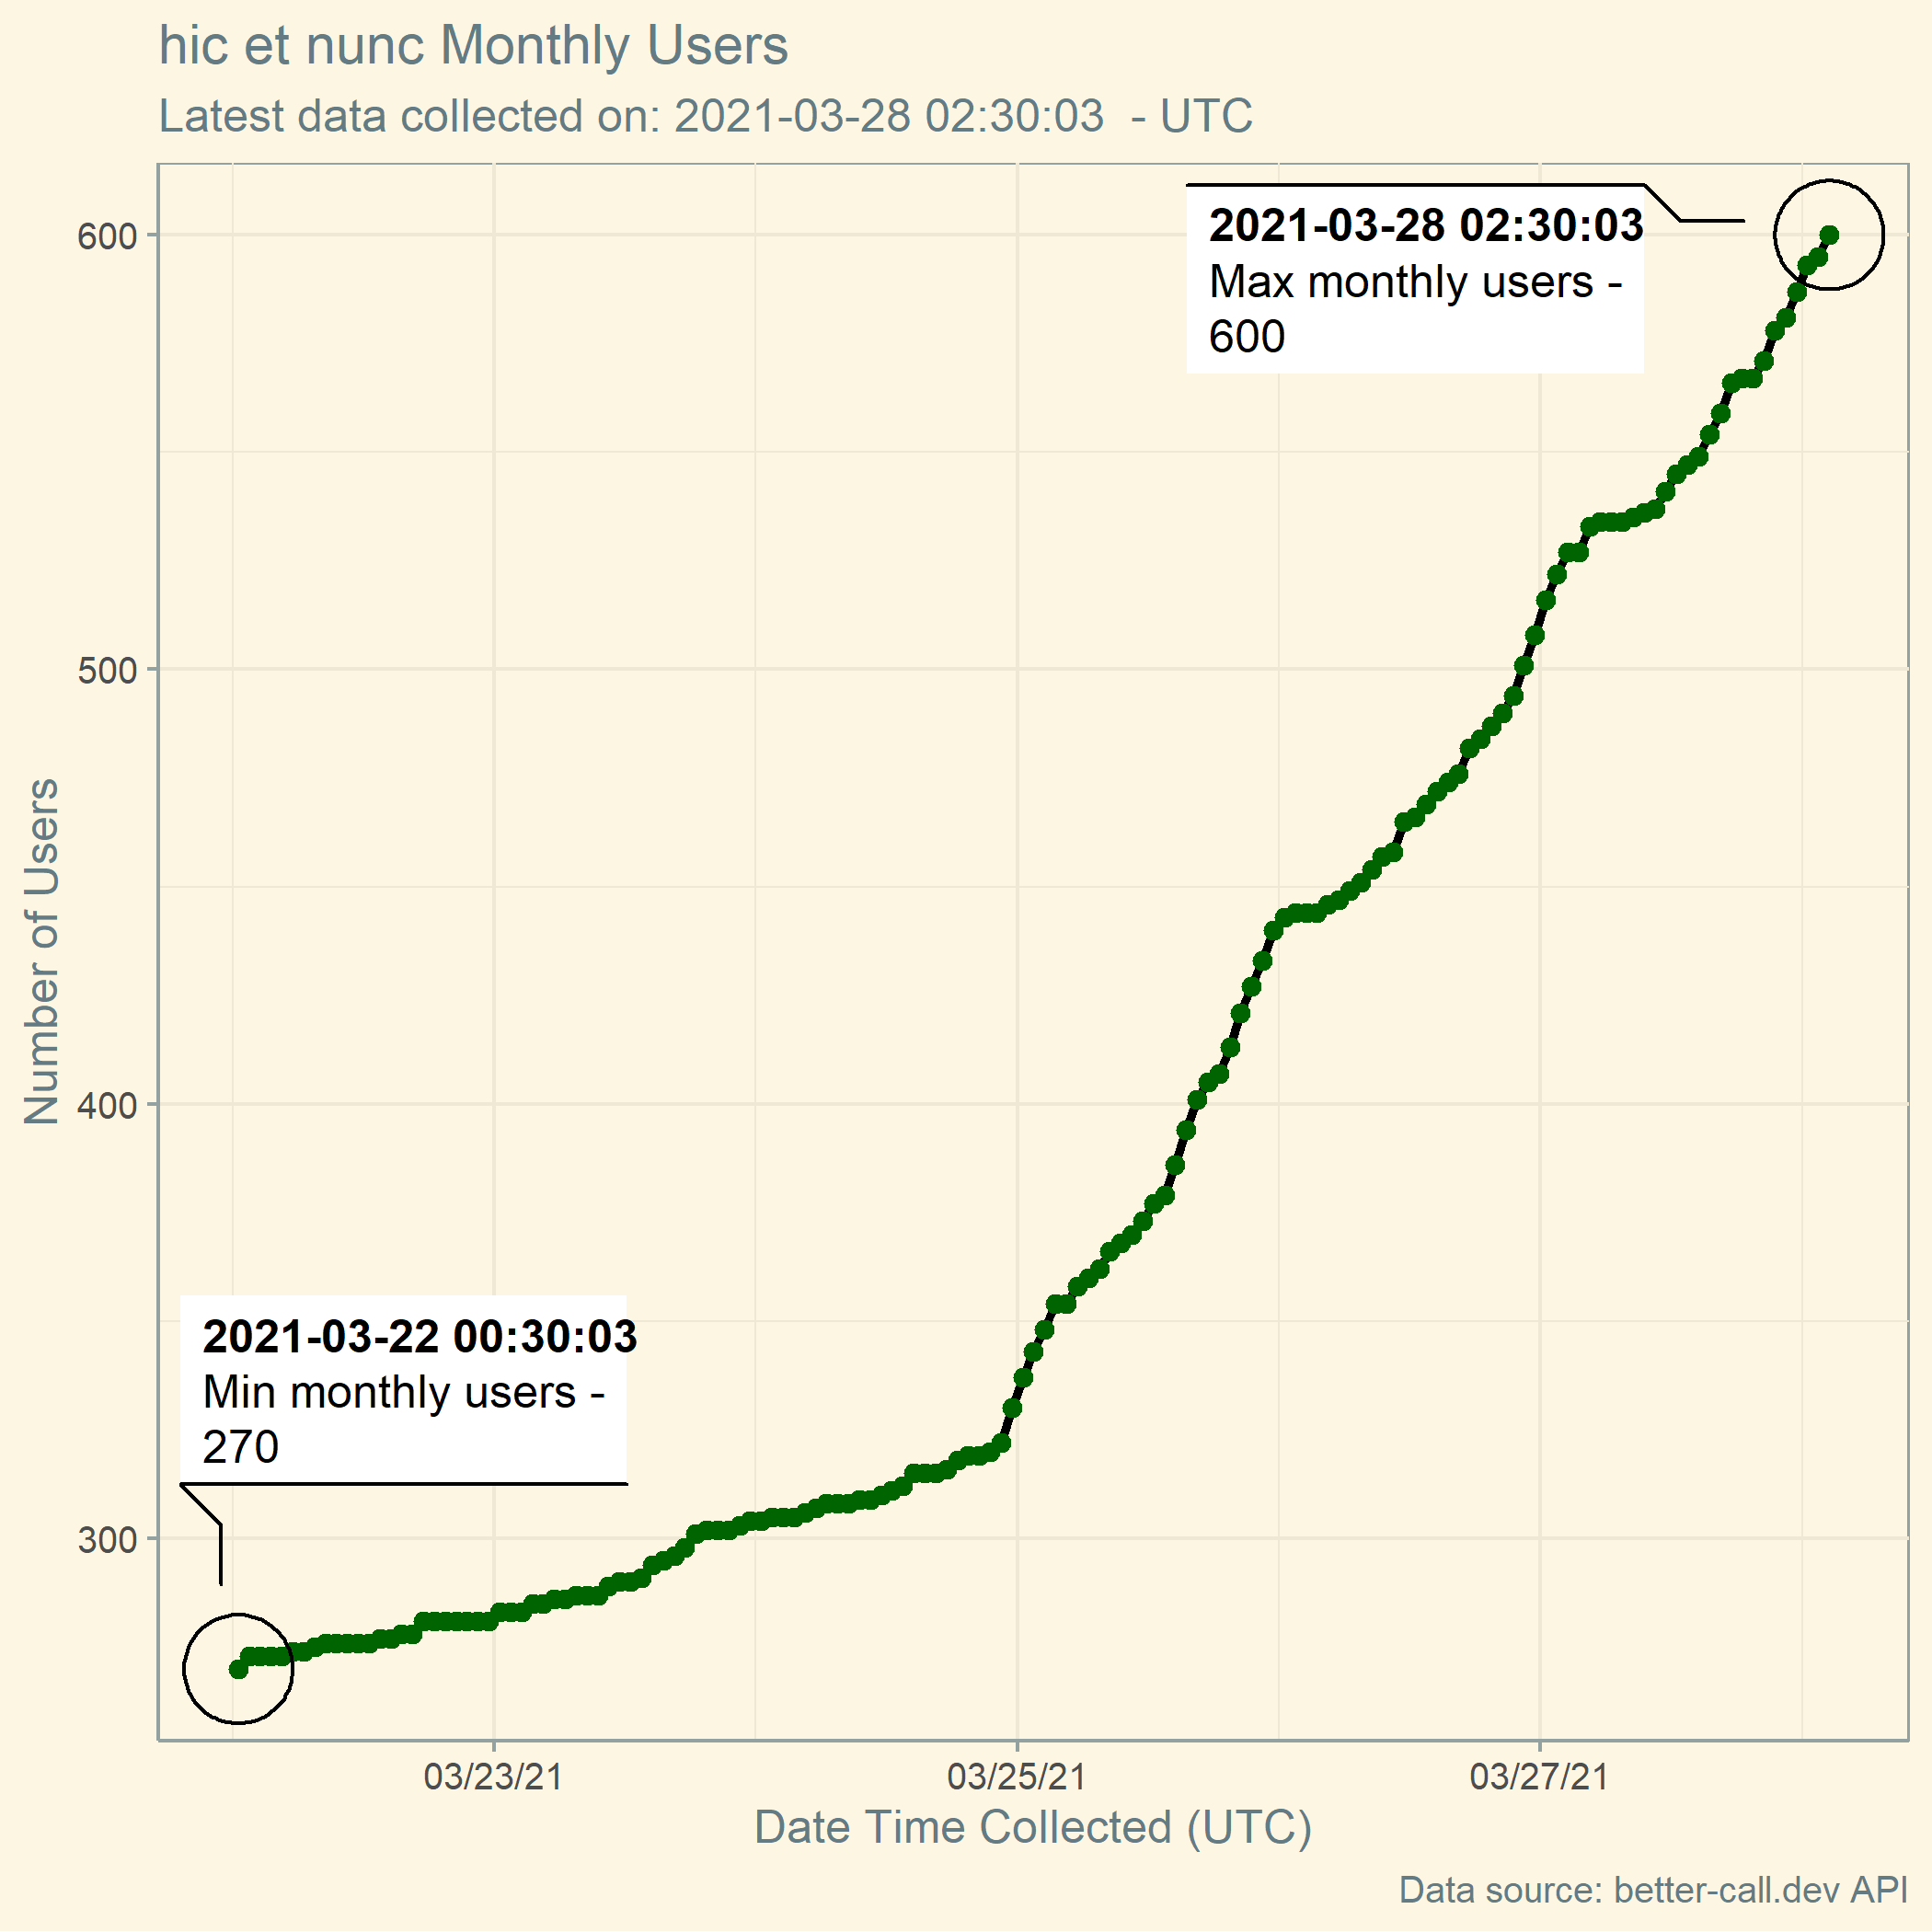 hic et nunc Monthly Users
Latest data collected on: 2021-03-28 02:30:03  - UTC
600
500
400
300
Number of Users
2021-03-28 02:30:03
Max monthly users -
600
2021-03-22 00:30:03
Min monthly users -
270
03/23/21
03/25/21
03/27/21
Date Time Collected (UTC)
Data source: better-call.dev API